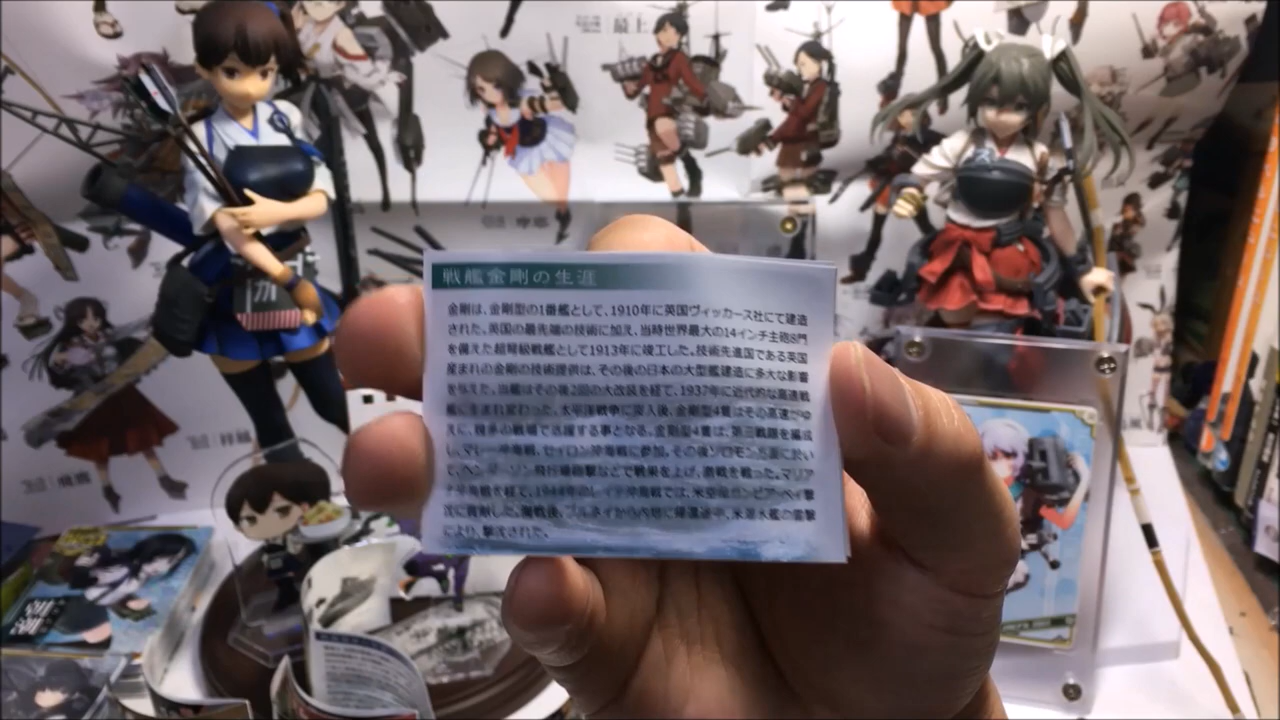 最上
戦艦金剛の生涯
金剛は、金剛型の1番艦として、1910年に英国ヴィッカース社にて建造
された、英国の最先端の技術に加え、当時世界最大の14インチ主砲8門
を備えた超弩級戦艦として1913年に竣工した。技術先進国である英国
産まれの金剛の技術提供は、その後の日本の大型艦建造に多大な影響
を与えた。当艦はその後2回の大改装を経て、1937年に近代的な高速戦
艦に生まれ変わった。太平洋戦争に突入後、金剛型4隻はその高速がゆ
えに、幾多の戦場で活躍する事となる。金剛型4隻は、第三戦隊を編成
し、マレー沖海戦、セイロン沖海戦に参加。その後ソロモン方面に於い
て、ヘンダーソン飛行場砲撃などで戦果を上げ、激戦を戦った。マリア
ナ沖海戦を経て、1944年のレイテ沖海戦では、米空母ガンビア・ベイ撃
沈に貢献した。海戦後、ブルネイから内地に帰還途中、米潜水艦の雷撃
により、撃沈された。